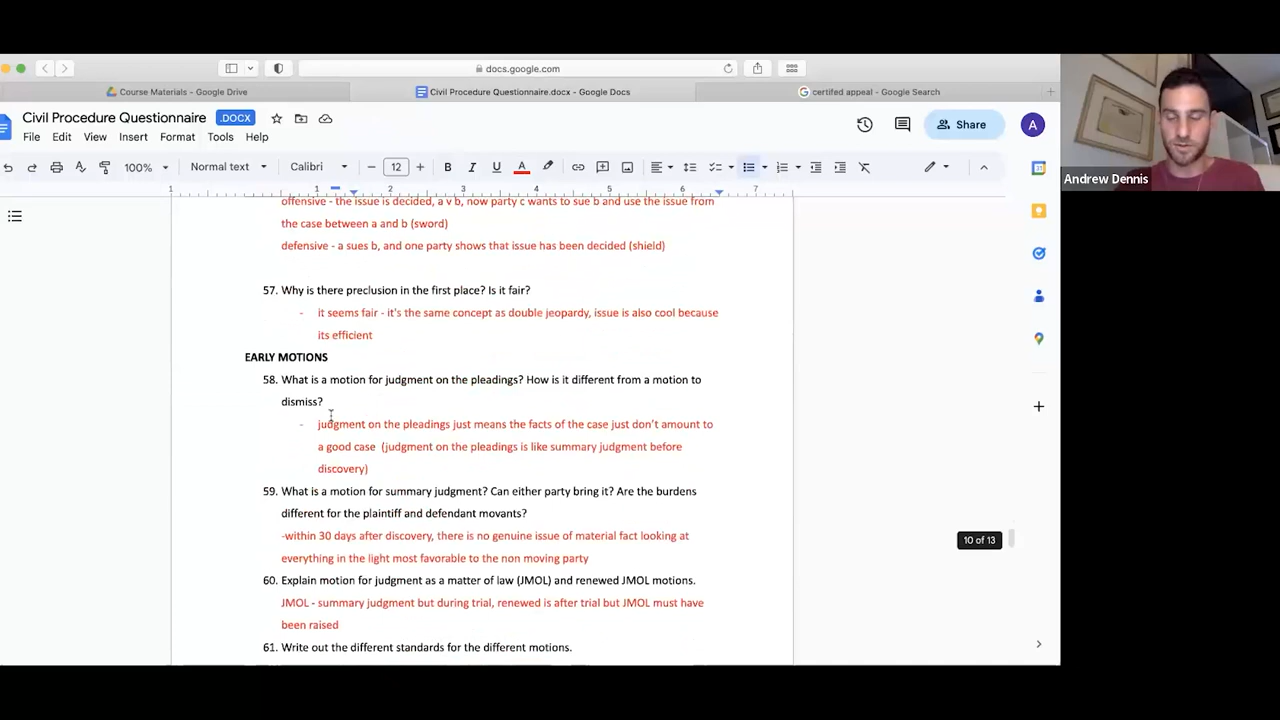 docs.google.com
Course Materials - Google Drive
Civil Procedure Questionnaire.docx - Google Docs
certifed appeal - Google Search
Civil Procedure Questionnaire
.DOCX
File Edit View Insert Format Tools Help
Share
A
100%
Normal text
Calibri
12
B I U A
1 1 2 3 4 5 6 7
offensive - the issue is decided, a v b, now party c wants to sue b and use the issue from
the case between a and b (sword)
defensive - a sues b, and one party shows that issue has been decided (shield)
57. Why is there preclusion in the first place? Is it fair?
- it seems fair - it's the same concept as double jeopardy, issue is also cool because
its efficient
EARLY MOTIONS
58. What is a motion for judgment on the pleadings? How is it different from a motion to
dismiss?
- judgment on the pleadings just means the facts of the case just don't amount to
a good case (judgment on the pleadings is like summary judgment before
discovery)
59. What is a motion for summary judgment? Can either party bring it? Are the burdens
different for the plaintiff and defendant movants?
-within 30 days after discovery, there is no genuine issue of material fact looking at
everything in the light most favorable to the non moving party
60. Explain motion for judgment as a matter of law (JMOL) and renewed JMOL motions.
JMOL - summary judgment but during trial, renewed is after trial but JMOL must have
been raised
61. Write out the different standards for the different motions.
10 of 13
Andrew Dennis